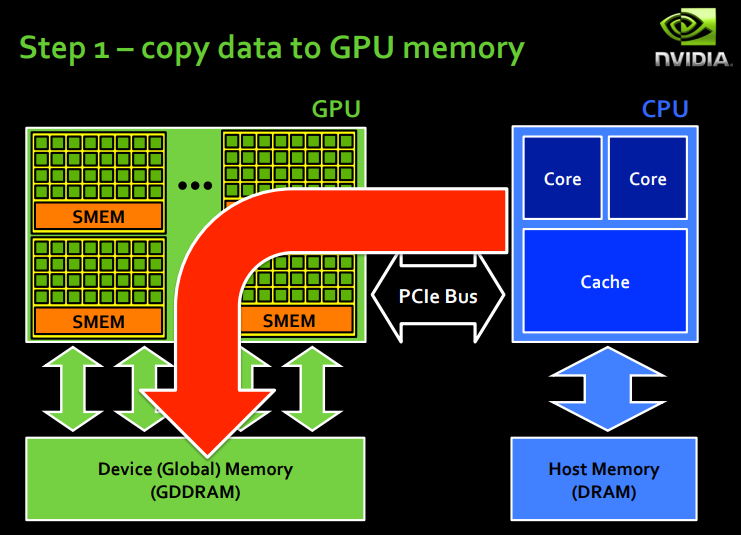 Step 1 – copy data to GPU memory
NVIDIA.
GPU
CPU
SMEM
SMEM
SMEM
Core
Core
Cache
PCIe Bus
Device (Global) Memory
(GDDRAM)
Host Memory
(DRAM)